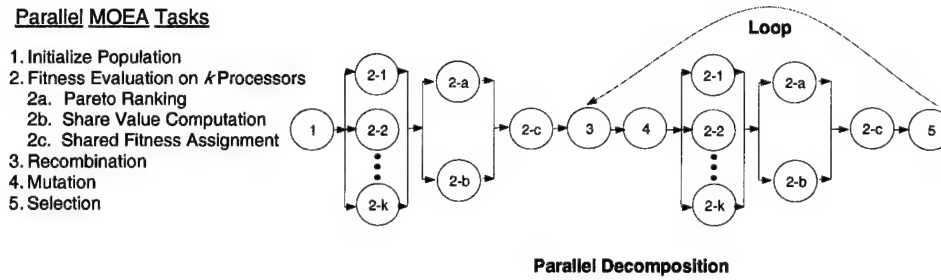 Parallel MOEA Tasks
1. Initialize Population
2. Fitness Evaluation on k Processors
2a. Pareto Ranking
2b. Share Value Computation
2c. Shared Fitness Assignment
3. Recombination
4. Mutation
5. Selection
Loop
1
2-1
2-2
2-k
2-a
2-b
2-c
3
4
2-1
2-2
2-k
2-a
2-b
2-c
5
Parallel Decomposition